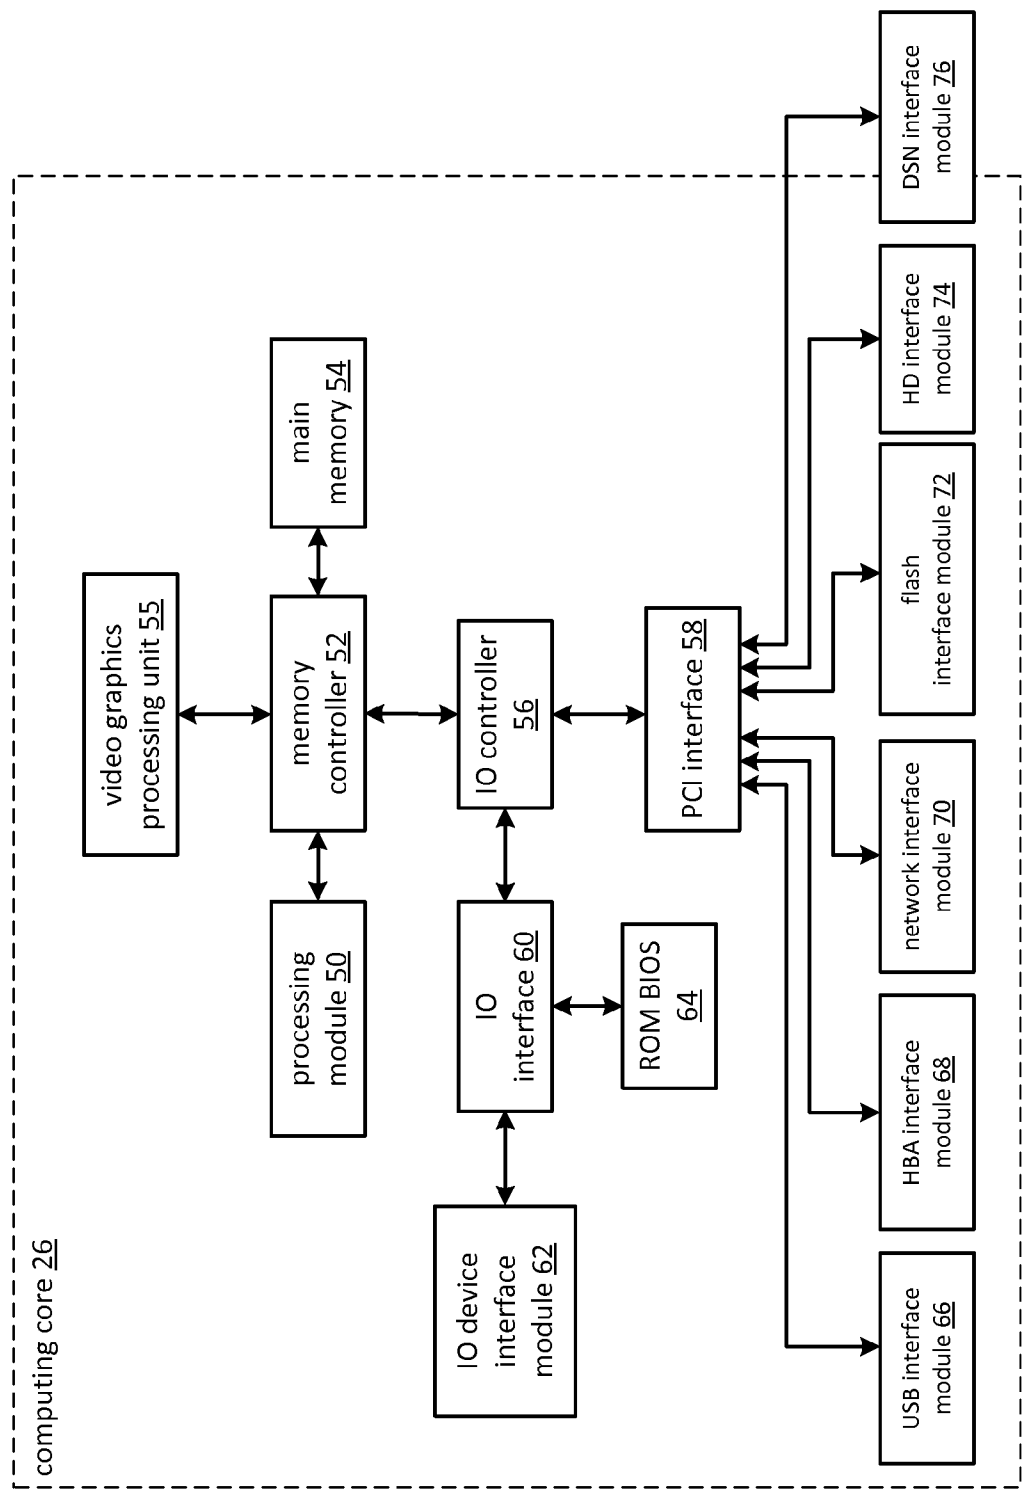 computing core 26
video graphics
processing unit 55
processing
module 50
memory
controller 52
main
memory 54
IO device
interface
module 62
IO
interface 60
IO controller
56
ROM BIOS
64
PCI interface 58
USB interface
module 66
HBA interface
module 68
network interface
module 70
flash
interface module 72
HD interface
module 74
DSN interface
module 76